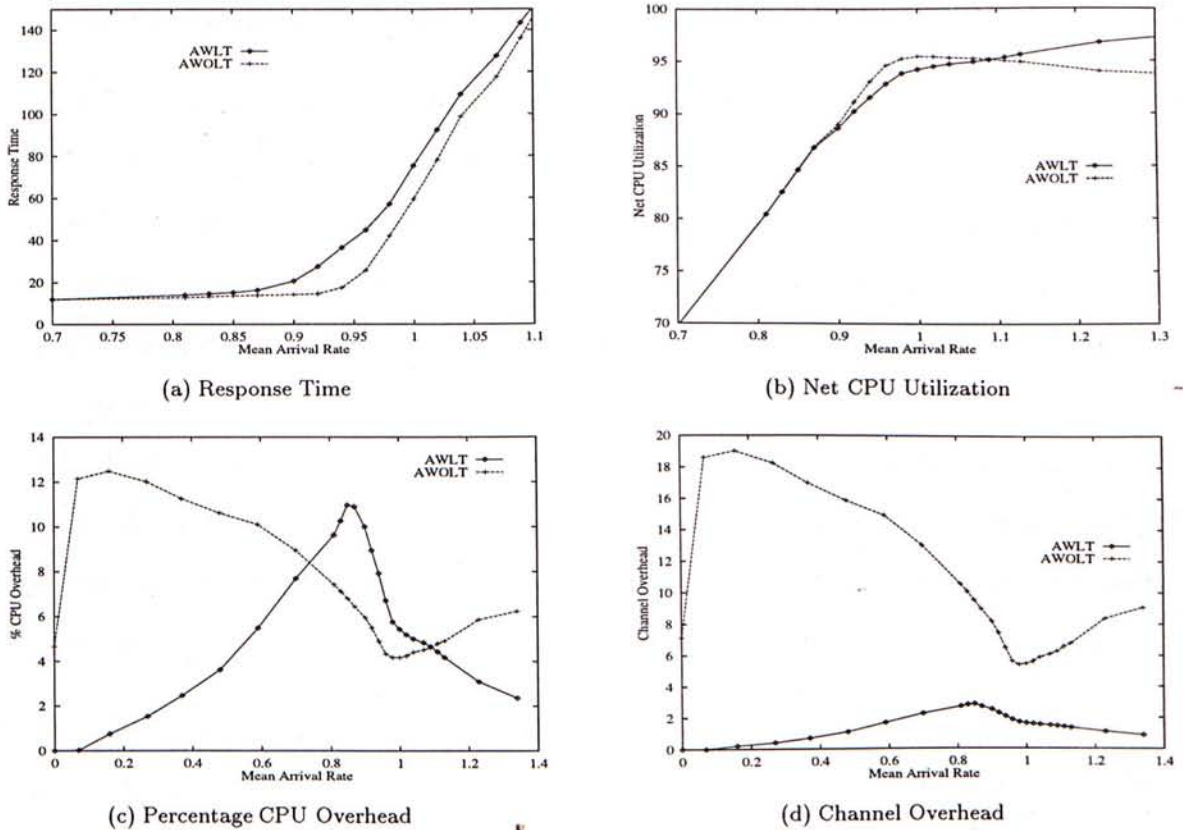 140
120
100
80
60
40
20
0
Response Time
AWLT
AWOLT
0.7 0.75 0.8 0.85 0.9 0.95 1 1.05 1.1
Mean Arrival Rate
(a) Response Time
100
95
90
85
80
75
70
Net CPU Utilization
AWLT
AWOLT
0.7 0.8 0.9 1 1.1 1.2 1.3
Mean Arrival Rate
(b) Net CPU Utilization
14
12
10
8
6
4
2
0
% CPU Overhead
AWLT
AWOLT
0 0.2 0.4 0.6 0.8 1 1.2 1.4
Mean Arrival Rate
(c) Percentage CPU Overhead
20
18
16
14
12
10
8
6
4
2
0
Channel Overhead
AWLT
AWOLT
0 0.2 0.4 0.6 0.8 1 1.2 1.4
Mean Arrival Rate
(d) Channel Overhead